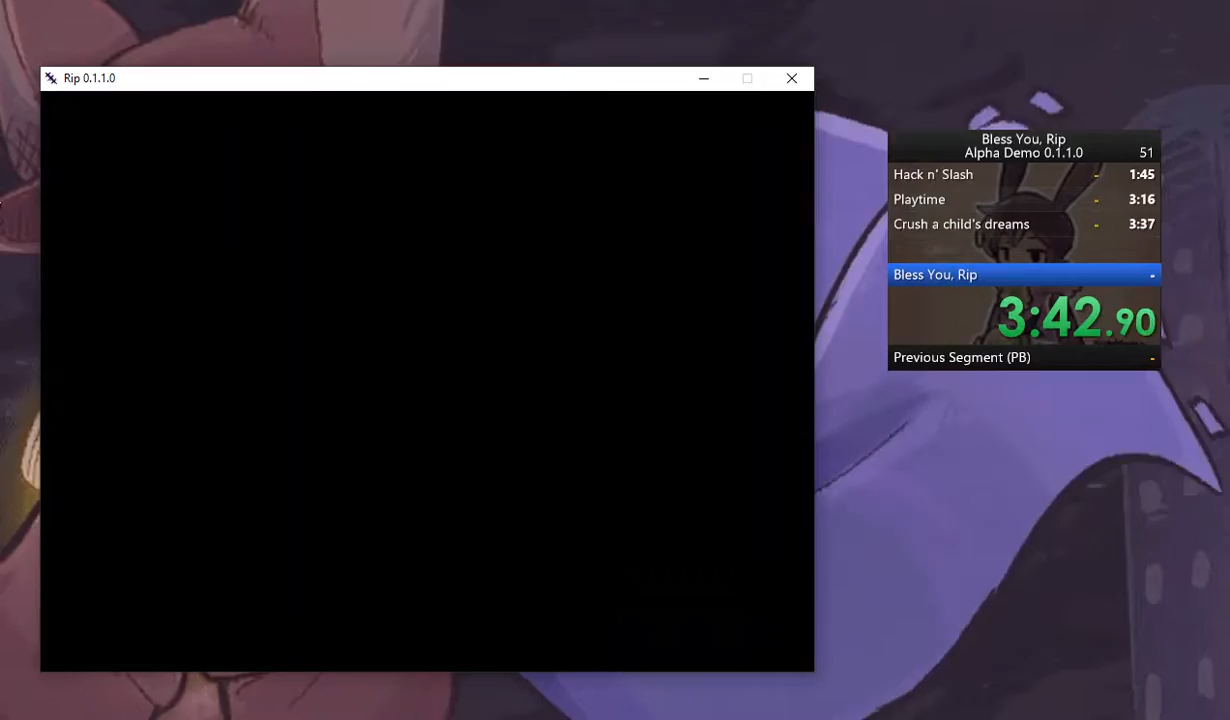 Rip 0.1.1.0
Bless You, Rip
Alpha Demo 0.1.1.0 51
Hack n' Slash - 1:45
Playtime - 3:16
Crush a child's dreams - 3:37
Bless You, Rip -
3:42.90
Previous Segment (PB) -